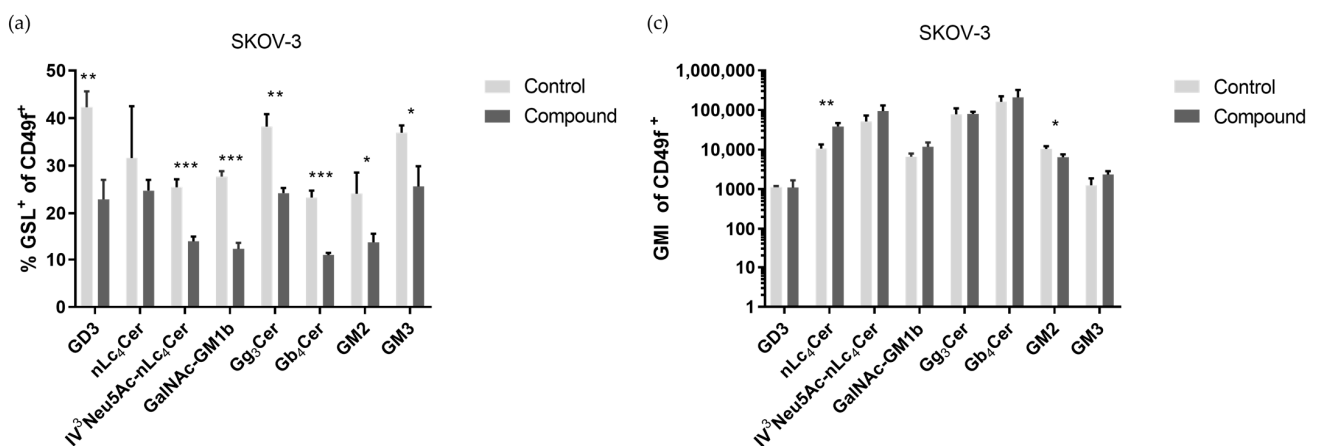 (a)
SKOV-3
% GSL⁺ of CD49f⁺
50
40
30
20
10
0
**
***
***
**
***
*
*
GD3
nLc₄Cer
IV³Neu5Ac-nLc₄Cer
GalNAc-GM1b
Gg₃Cer
Gb₄Cer
GM2
GM3
Control
Compound
(c)
SKOV-3
GMI of CD49f ⁺
1,000,000
100,000
10,000
1000
100
10
1
**
*
GD3
nLc₄Cer
IV³Neu5Ac-nLc₄Cer
GalNAc-GM1b
Gg₃Cer
Gb₄Cer
GM2
GM3
Control
Compound